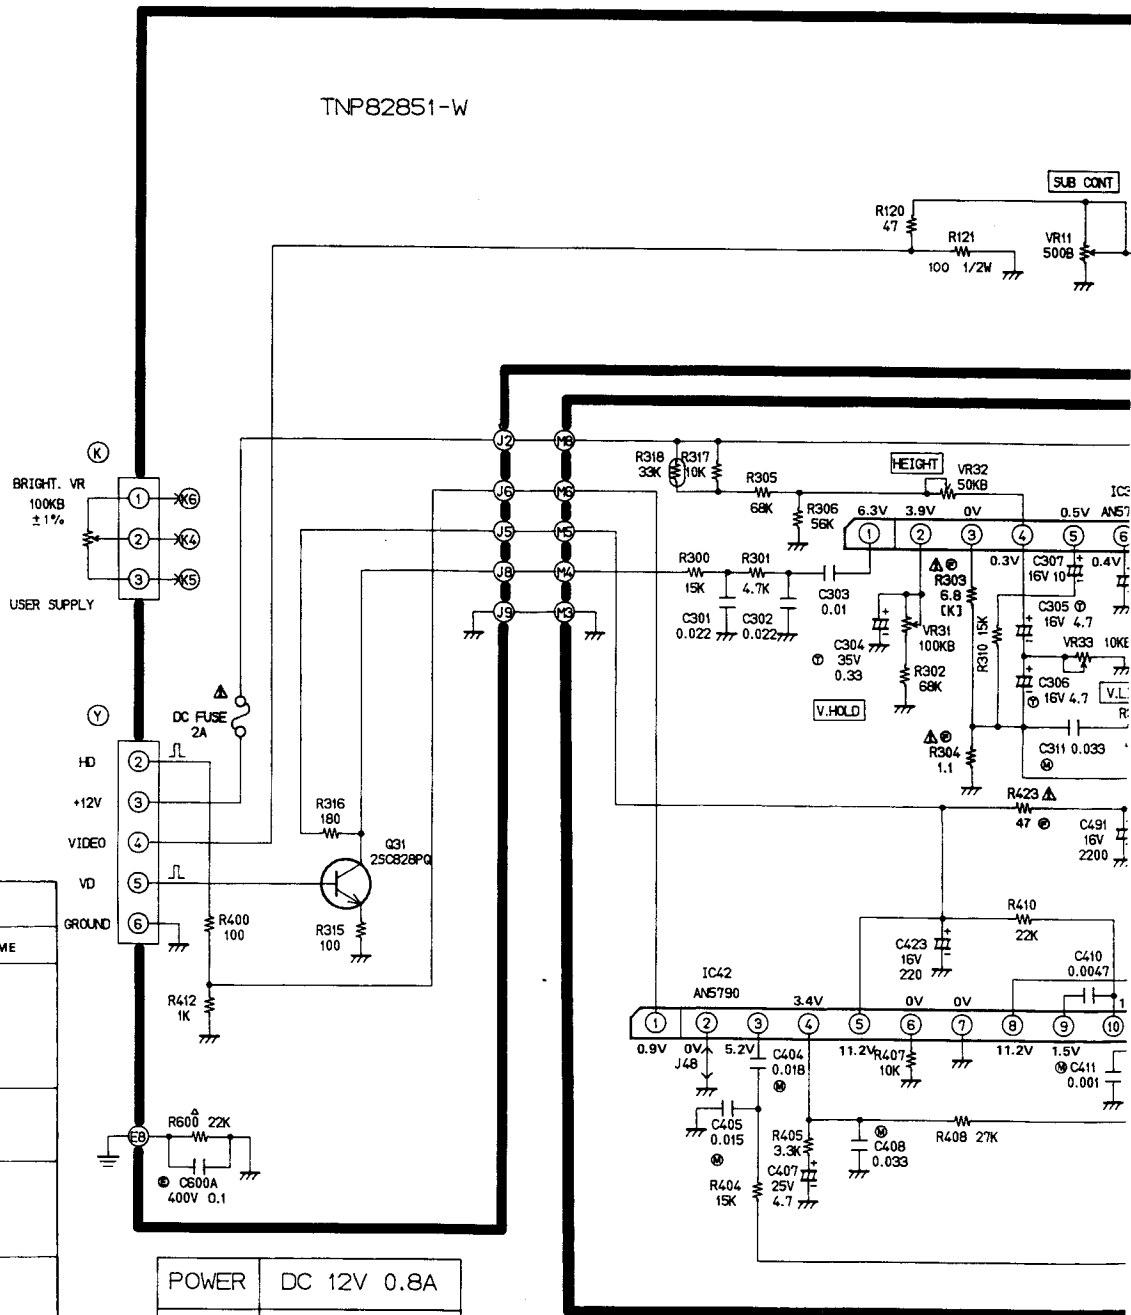 TNP82851-W
SUB CONT
R120
47
R121
100 1/2W
VR11
500B
K
BRIGHT. VR
100KB
±1%
1
K6
2
K4
3
K5
USER SUPPLY
J2
M8
J6
M6
J5
M5
J8
M4
J9
M3
R318
33K
R317
10K
R305
68K
R306
56K
HEIGHT
VR32
50KB
6.3V
3.9V
0V
0.5V
1
2
3
4
5
6
0.3V
0.4V
R300
15K
R301
4.7K
C301
0.022
C302
0.022
C303
0.01
C304
35V
0.33
T
VR31
100KB
R302
68K
V.HOLD
R303
6.8
[K]
R310 15K
C307
16V 10
C305 T
16V 4.7
VR33
C306
T 16V 4.7
R304
1.1
C311 0.033
M
Y
DC FUSE
2A
HD
2
+12V
3
VIDEO
4
VD
5
GROUND
6
R316
180
Q31
2SC828PQ
R315
100
R400
100
R412
1K
R423
47
C491
16V
2200
R410
22K
C423
16V
220
C410
0.0047
IC42
AN5790
3.4V
0V
0V
1
2
3
4
5
6
7
8
9
10
0.9V
0V
5.2V
11.2V
11.2V
1.5V
J48
C404
0.018
M
R407
10K
M C411
0.001
C405
0.015
M
R404
15K
R405
3.3K
C407
25V
4.7
M
C408
0.033
R408 27K
E8
R600 22K
C600A
400V 0.1
POWER
DC 12V 0.8A